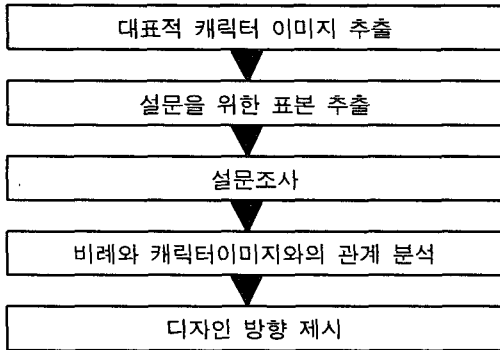 대표적 캐릭터 이미지 추출
설문을 위한 표본 추출
설문조사
비례와 캐릭터이미지와의 관계 분석
디자인 방향 제시